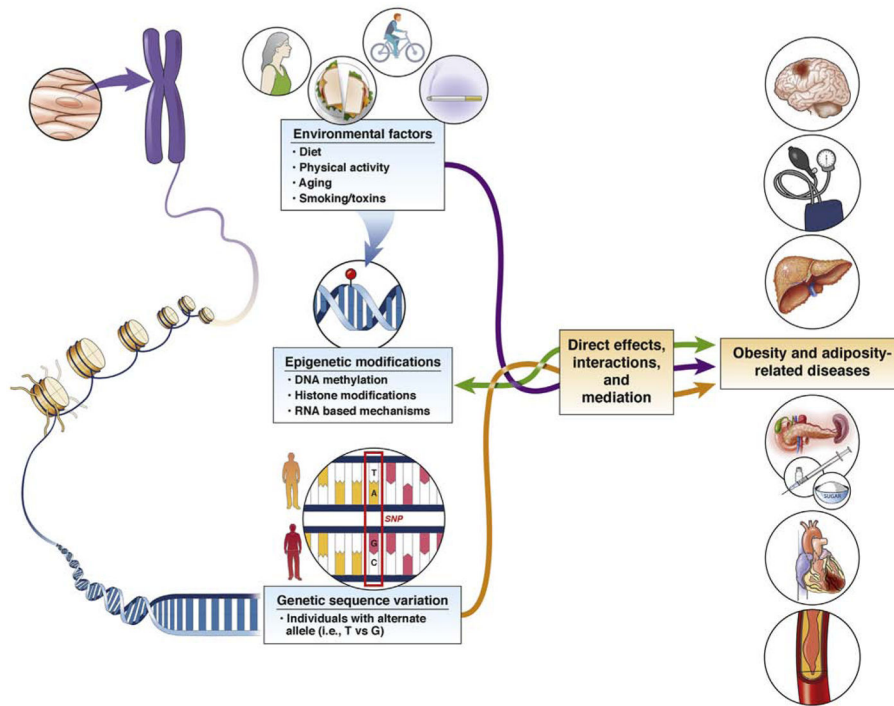 Environmental factors
• Diet
• Physical activity
• Aging
• Smoking/toxins
Epigenetic modifications
• DNA methylation
• Histone modifications
• RNA based mechanisms
Direct effects,
interactions,
and
mediation
Obesity and adiposity-
related diseases
SUGAR
T
A
SNP
G
C
Genetic sequence variation
• Individuals with alternate
allele (i.e., T vs G)